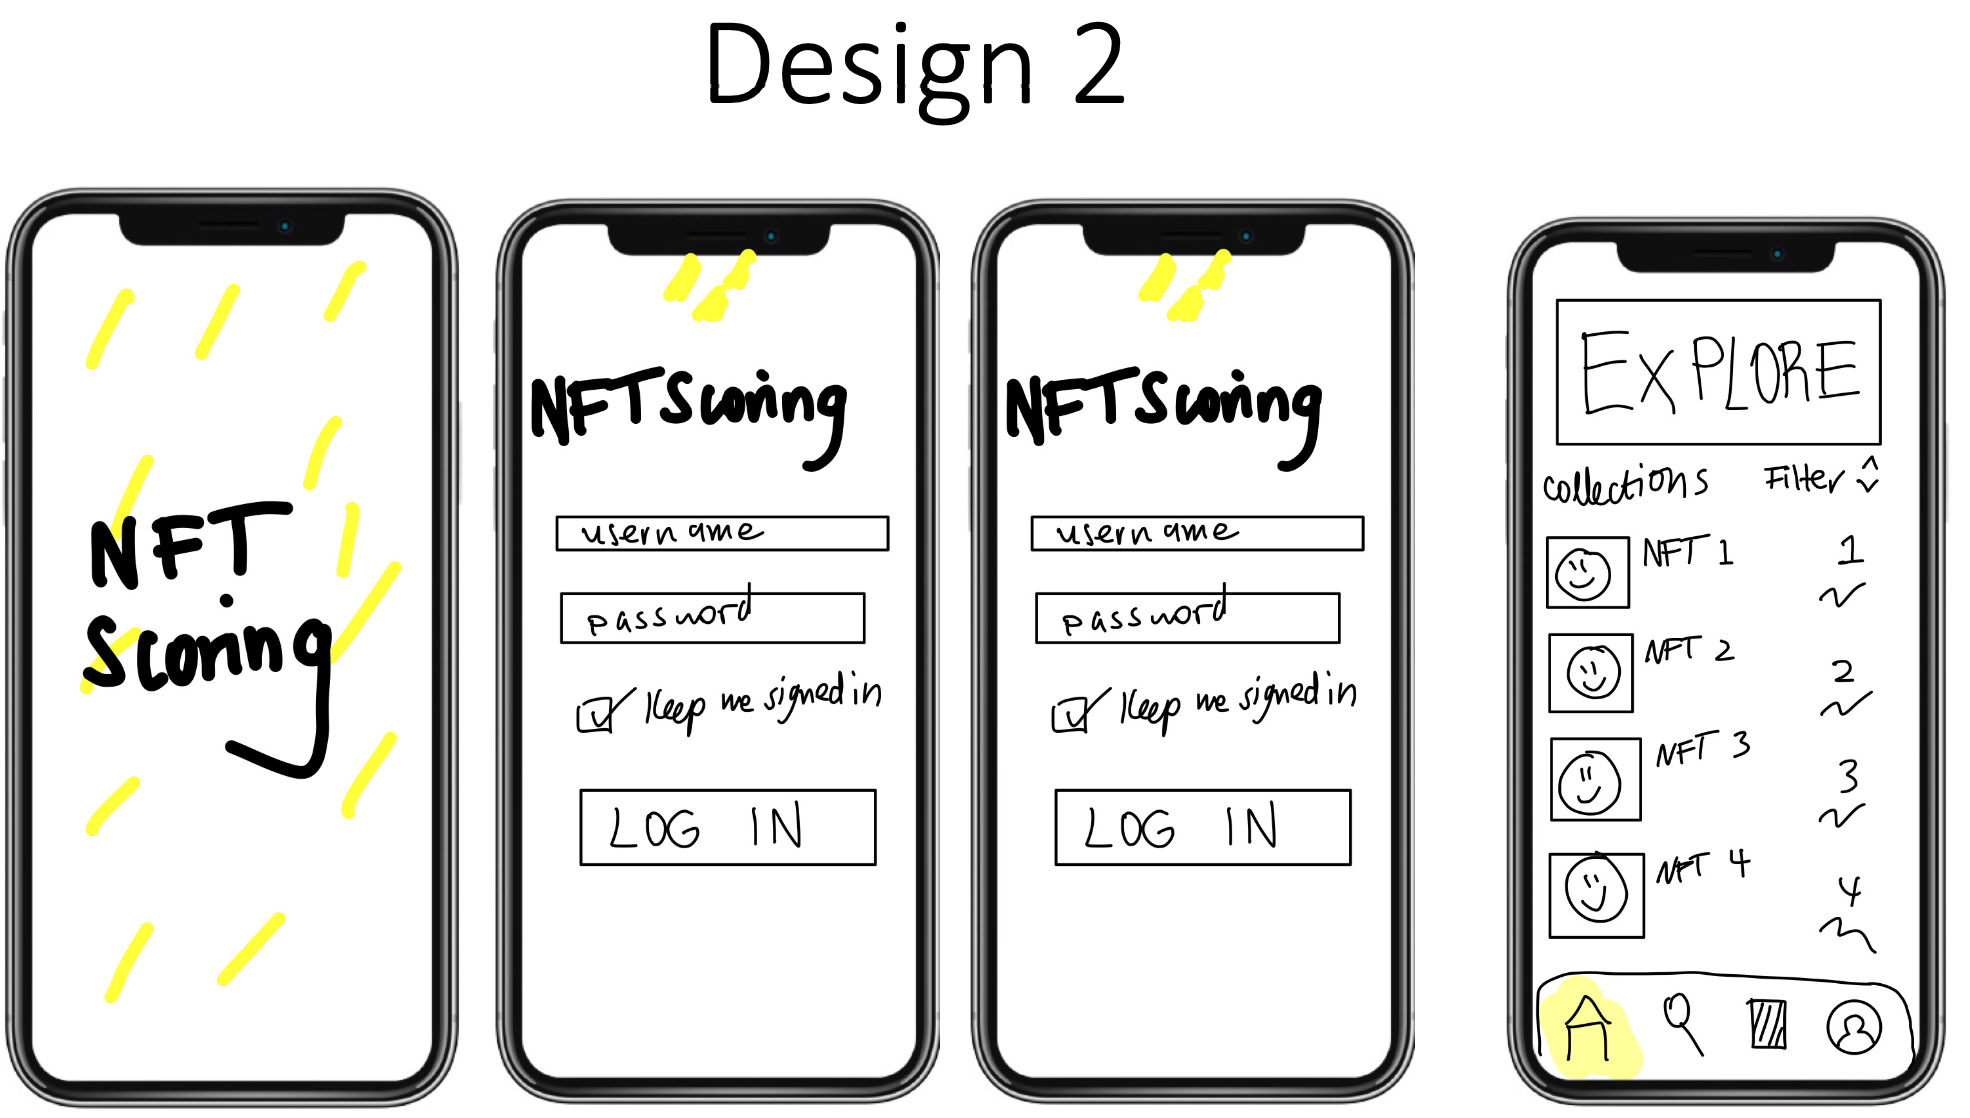 Design 2
NFT
Scoring
NFTScoring
username
password
Keep me signed in
LOG IN
NFTScoring
username
password
Keep me signed in
LOG IN
EXPLORE
collections Filter
NFT 1 1
NFT 2 2
NFT 3 3
NFT 4 4